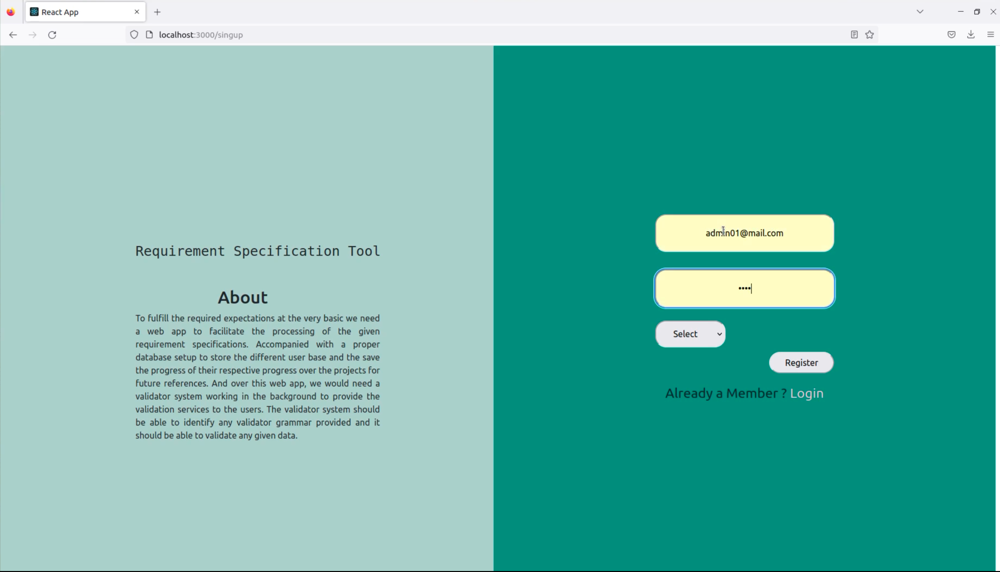 React App
localhost:3000/singup
Requirement Specification Tool
About
To fulfill the required expectations at the very basic we need
a web app to facilitate the processing of the given
requirement specifications. Accompanied with a proper
database setup to store the different user base and the save
the progress of their respective progress over the projects for
future references. And over this web app, we would need a
validator system working in the background to provide the
validation services to the users. The validator system should
be able to identify any validator grammar provided and it
should be able to validate any given data.
admin01@mail.com
••••
Select
Register
Already a Member ? Login